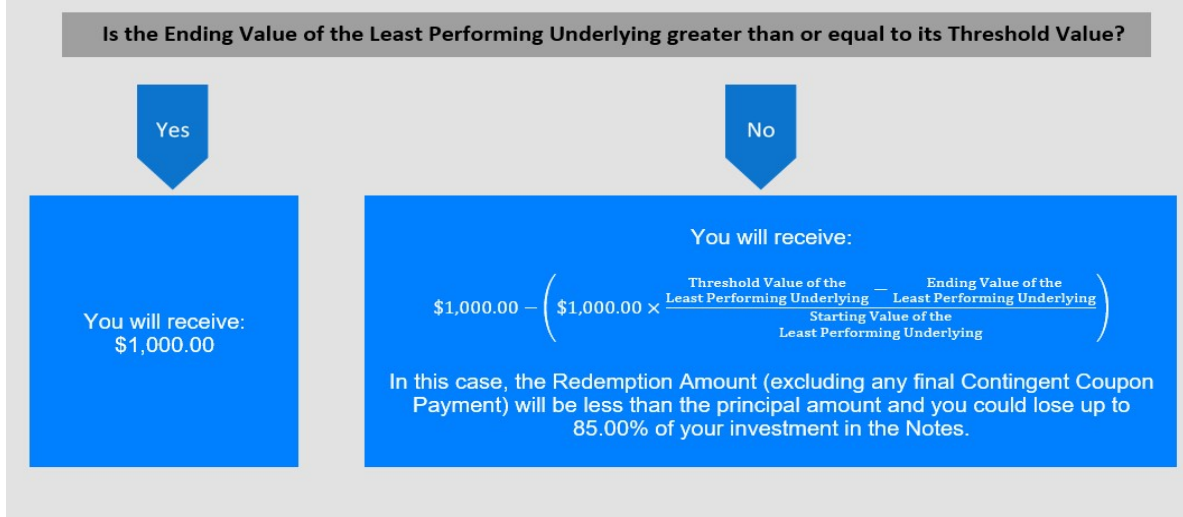 Is the Ending Value of the Least Performing Underlying greater than or equal to its Threshold Value?
Yes
No
You will receive:
$1,000.00
You will receive:
$1,000.00 − ($1,000.00 × (Threshold Value of the Least Performing Underlying − Ending Value of the Least Performing Underlying) / Starting Value of the Least Performing Underlying)
In this case, the Redemption Amount (excluding any final Contingent Coupon
Payment) will be less than the principal amount and you could lose up to
85.00% of your investment in the Notes.